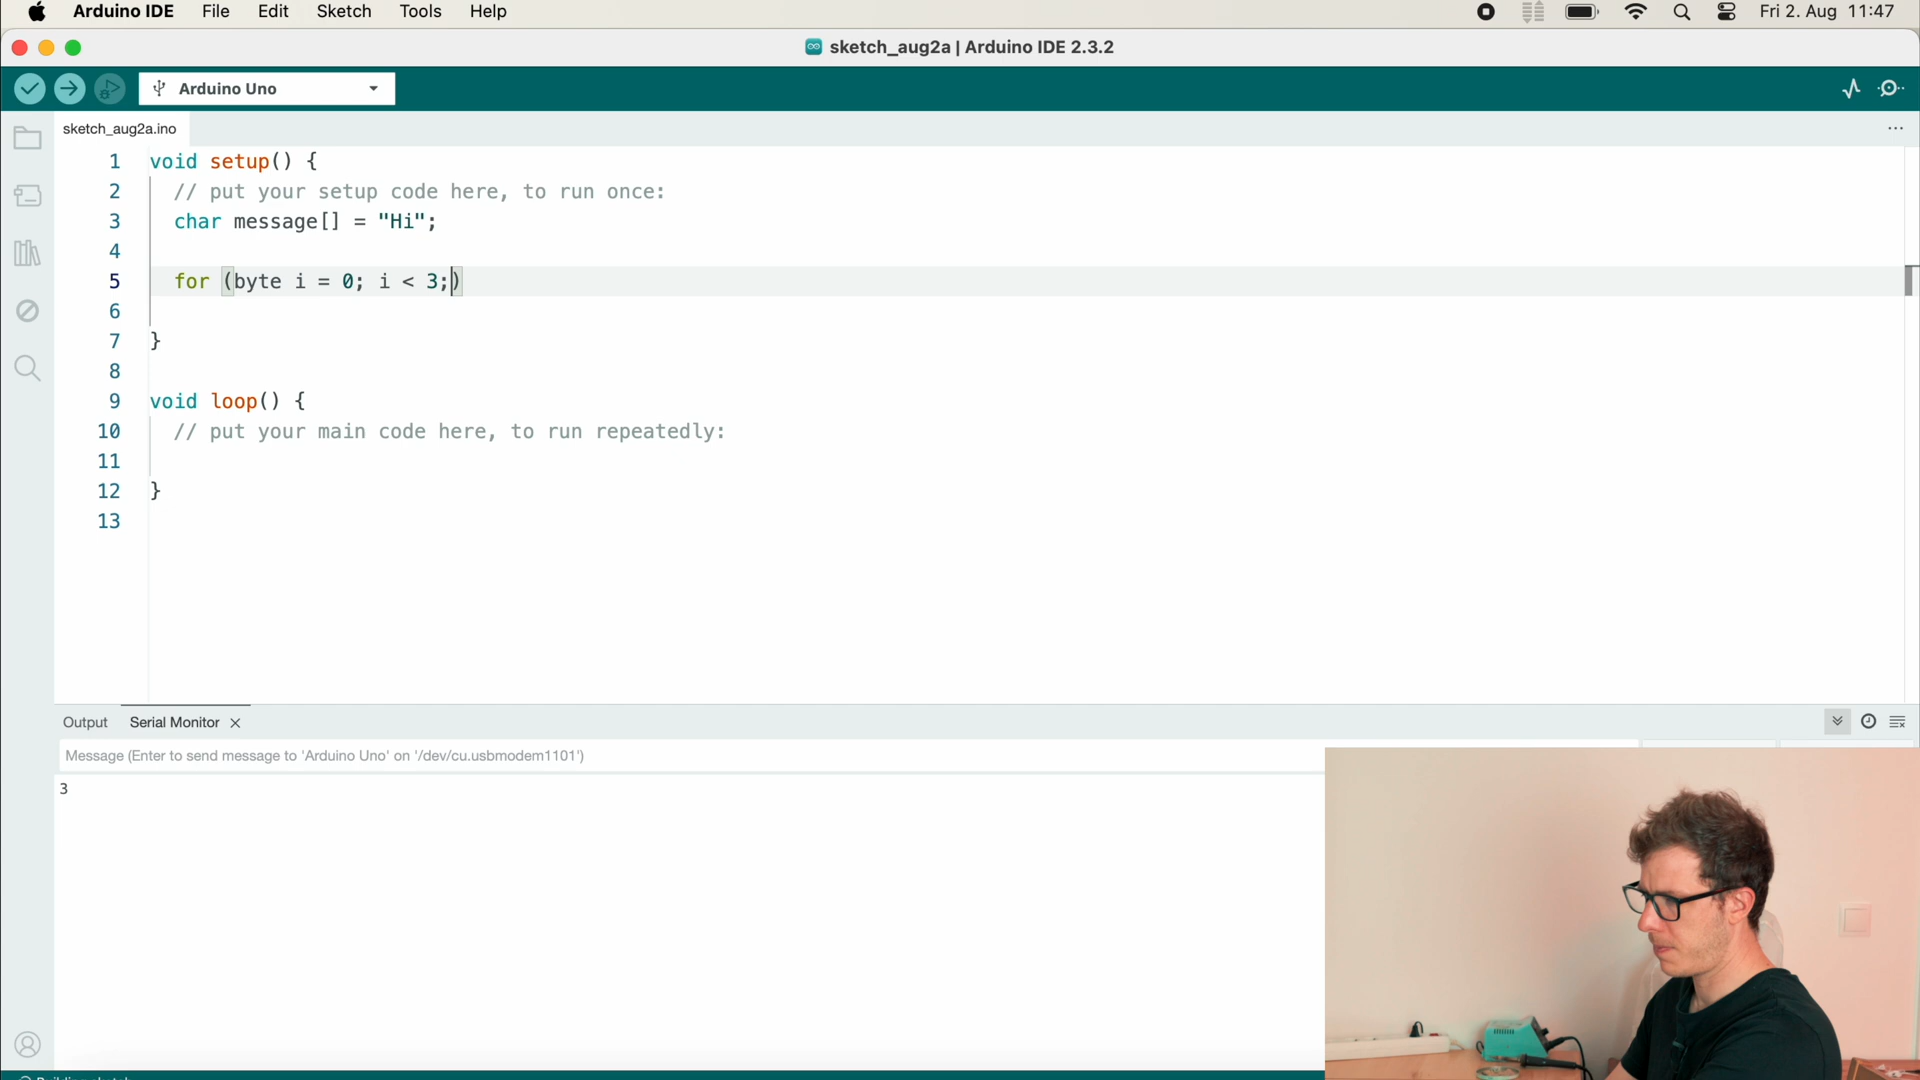 Arduino IDE File Edit Sketch Tools Help Fri 2. Aug 11:47
sketch_aug2a | Arduino IDE 2.3.2
Arduino Uno
sketch_aug2a.ino
1 void setup() {
2 // put your setup code here, to run once:
3 char message[] = "Hi";
4
5 for (byte i = 0; i < 3;)
6
7 }
8
9 void loop() {
10 // put your main code here, to run repeatedly:
11
12 }
13
Output Serial Monitor
Message (Enter to send message to 'Arduino Uno' on '/dev/cu.usbmodem1101')
3